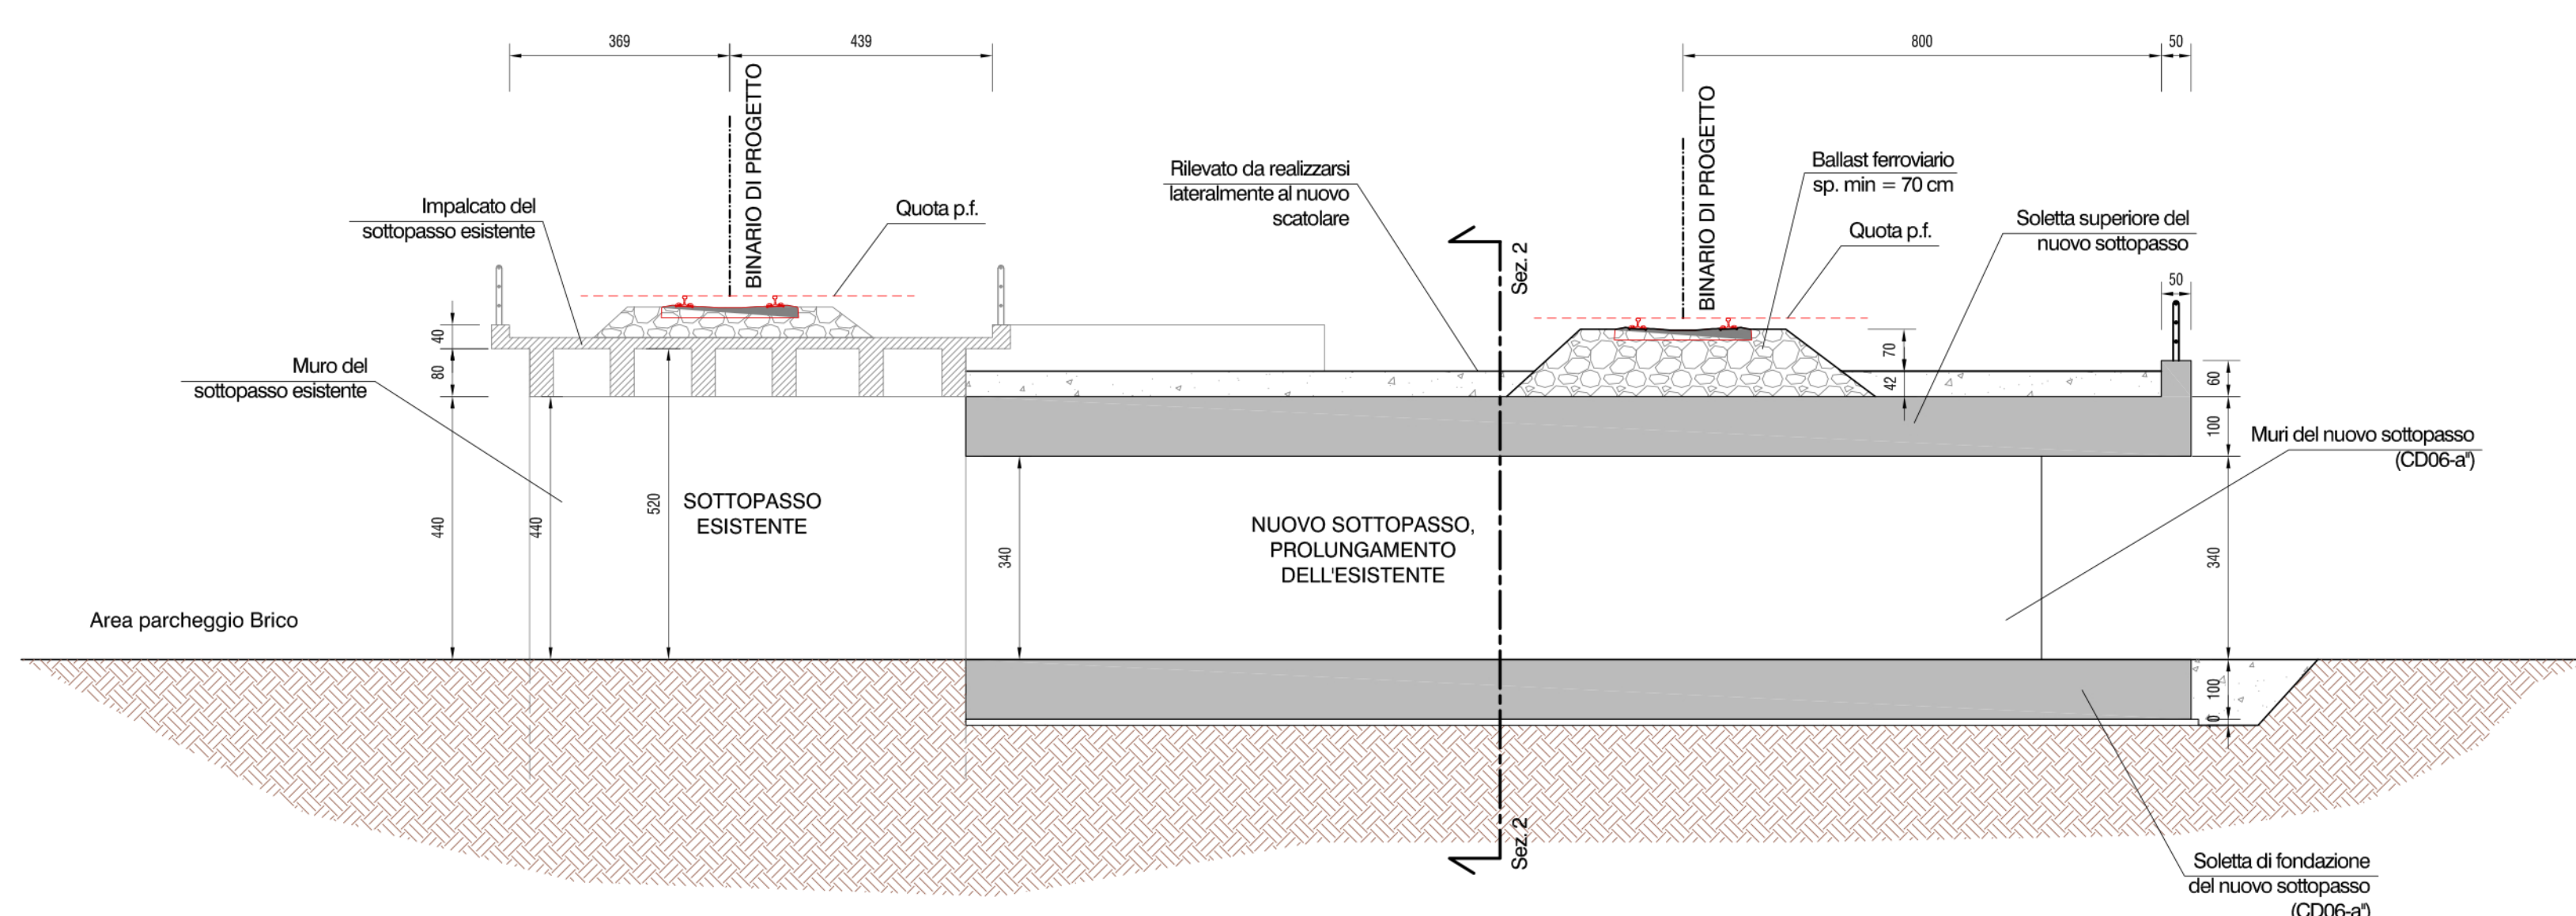 369
439
800
50
BINARIO DI PROGETTO
BINARIO DI PROGETTO
Impalcato del
sottopasso esistente
Quota p.f.
Rilevato da realizzarsi
lateralmente al nuovo
scatolare
Sez. 2
Ballast ferroviario
sp. min = 70 cm
Quota p.f.
Soletta superiore del
nuovo sottopasso
50
40
80
70
42
60
100
Muro del
sottopasso esistente
Muri del nuovo sottopasso
(CD06-a")
440
440
520
SOTTOPASSO
ESISTENTE
340
NUOVO SOTTOPASSO,
PROLUNGAMENTO
DELL'ESISTENTE
340
Area parcheggio Brico
100
Sez. 2
Soletta di fondazione
del nuovo sottopasso
(CD06-a")